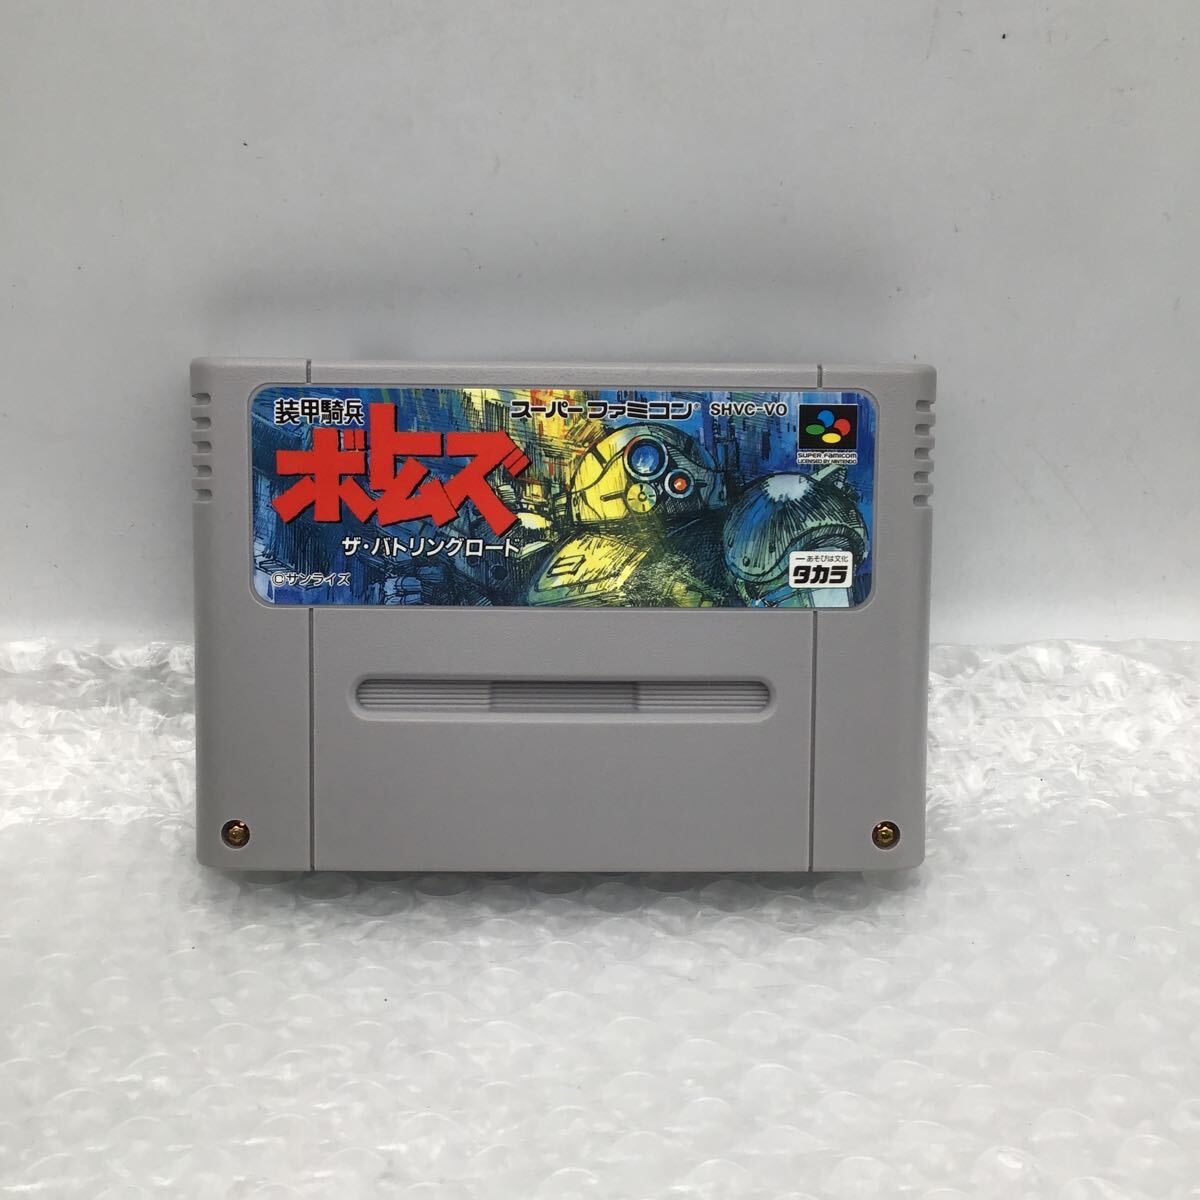 装甲騎兵
ボトムズ
ザ・バトリングロード
©サンライズ
スーパーファミコン® SHVC-VO
SUPER FAMICOM
LICENSED BY NINTENDO
―あそびは文化
タカラ